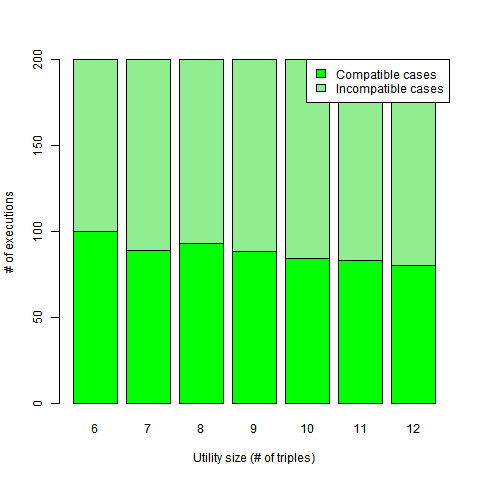 200
150
100
50
0
# of executions
Compatible cases
Incompatible cases
6 7 8 9 10 11 12
Utility size (# of triples)